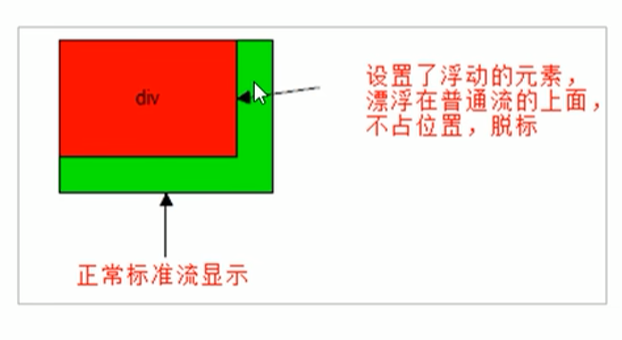 div
设置了浮动的元素，
漂浮在普通流的上面，
不占位置，脱标
正常标准流显示